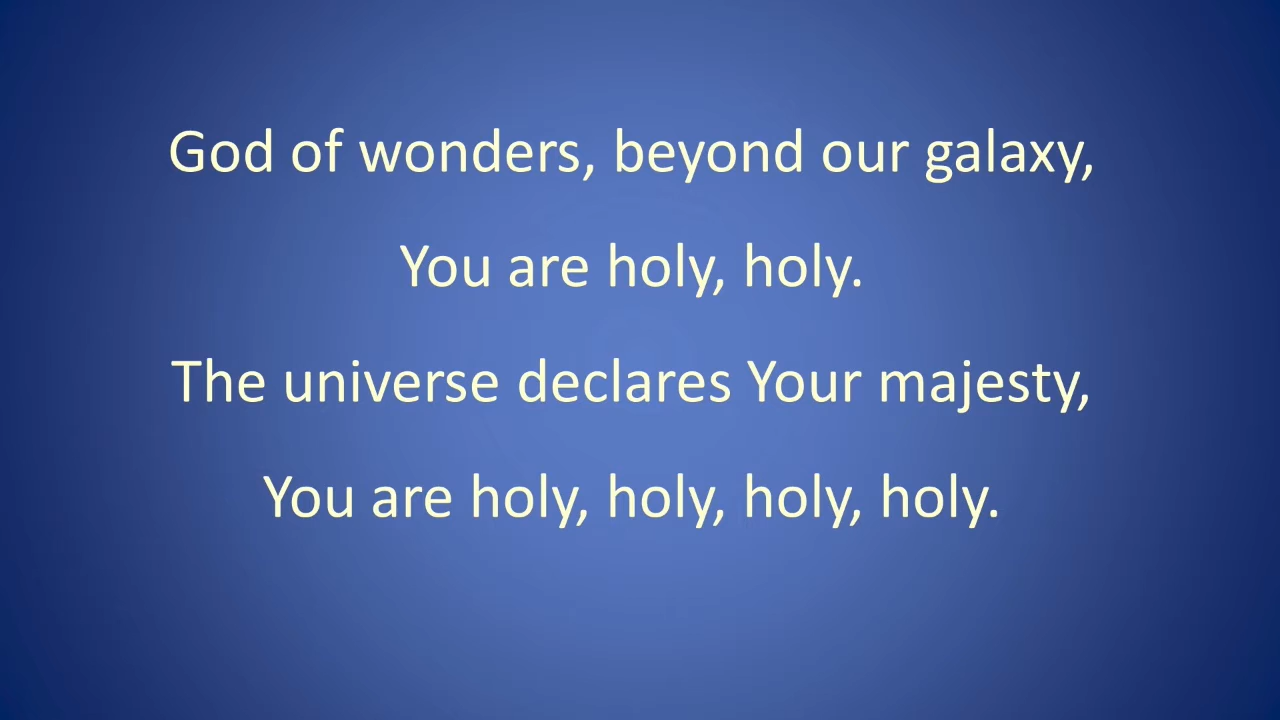 God of wonders, beyond our galaxy,
You are holy, holy.
The universe declares Your majesty,
You are holy, holy, holy, holy.